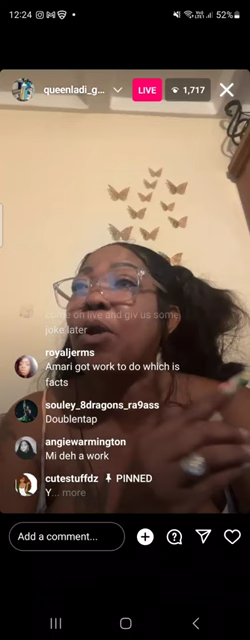 12:24
52%
queenladi_g...
LIVE
1,717
come on live and giv us some
joke later
royaljerms
Amari got work to do which is
facts
souley_8dragons_ra9ass
Doublentap
angiewarmington
Mi deh a work
cutestuffdz PINNED
Y... more
Add a comment...